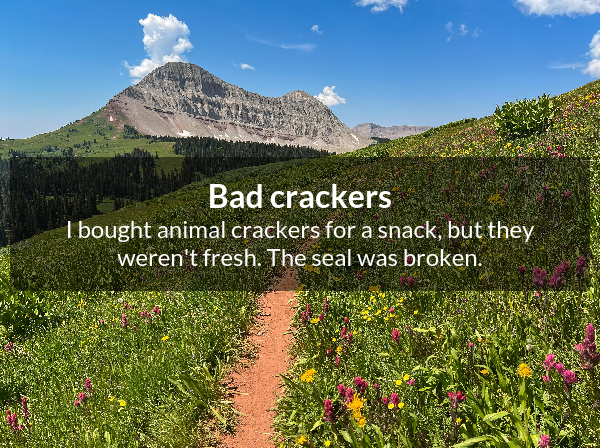 Bad crackers
I bought animal crackers for a snack, but they
weren't fresh. The seal was broken.